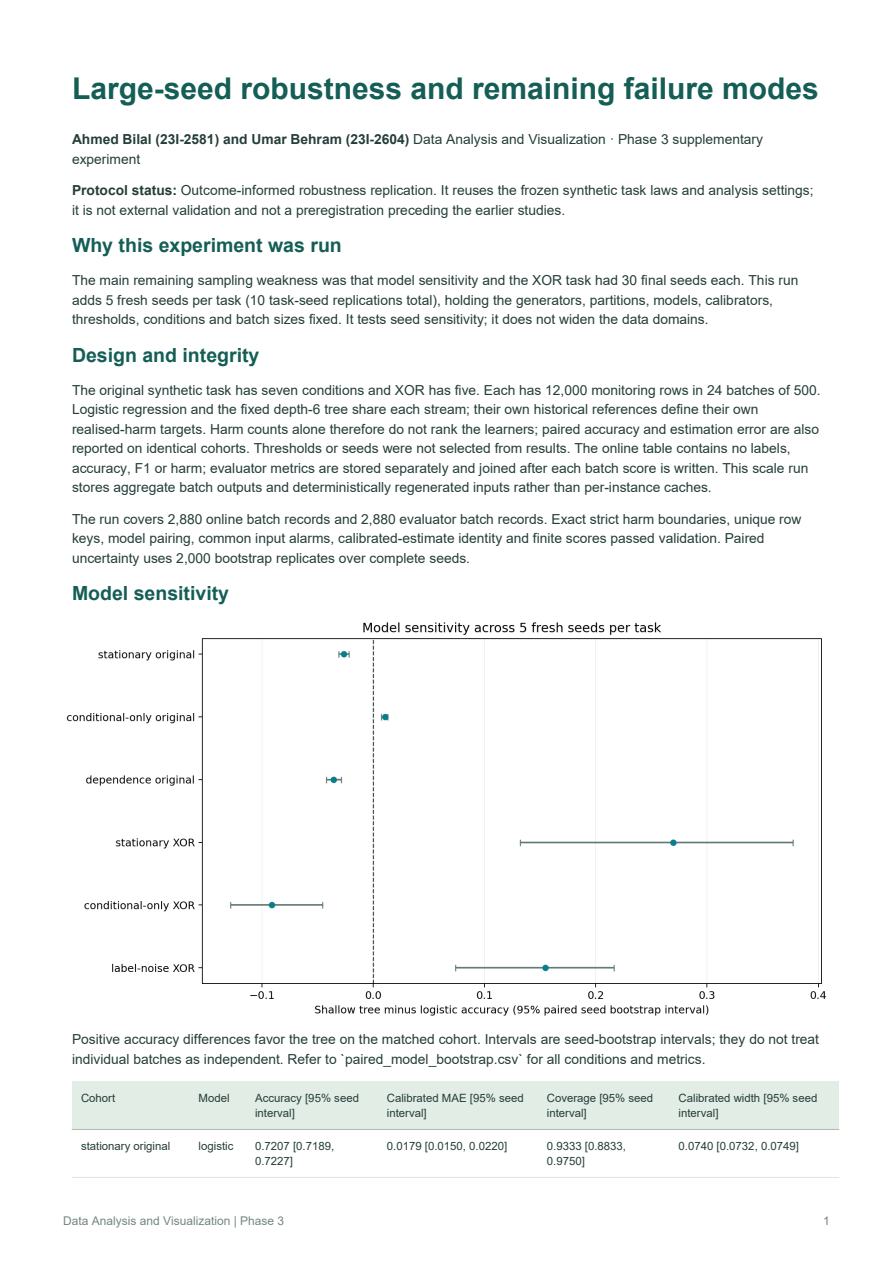 Large-seed robustness and remaining failure modes
Ahmed Bilal (23I-2581) and Umar Behram (23I-2604) Data Analysis and Visualization · Phase 3 supplementary
experiment
Protocol status: Outcome-informed robustness replication. It reuses the frozen synthetic task laws and analysis settings;
it is not external validation and not a preregistration preceding the earlier studies.
Why this experiment was run
The main remaining sampling weakness was that model sensitivity and the XOR task had 30 final seeds each. This run
adds 5 fresh seeds per task (10 task-seed replications total), holding the generators, partitions, models, calibrators,
thresholds, conditions and batch sizes fixed. It tests seed sensitivity; it does not widen the data domains.
Design and integrity
The original synthetic task has seven conditions and XOR has five. Each has 12,000 monitoring rows in 24 batches of 500.
Logistic regression and the fixed depth-6 tree share each stream; their own historical references define their own
realised-harm targets. Harm counts alone therefore do not rank the learners; paired accuracy and estimation error are also
reported on identical cohorts. Thresholds or seeds were not selected from results. The online table contains no labels,
accuracy, F1 or harm; evaluator metrics are stored separately and joined after each batch score is written. This scale run
stores aggregate batch outputs and deterministically regenerated inputs rather than per-instance caches.
The run covers 2,880 online batch records and 2,880 evaluator batch records. Exact strict harm boundaries, unique row
keys, model pairing, common input alarms, calibrated-estimate identity and finite scores passed validation. Paired
uncertainty uses 2,000 bootstrap replicates over complete seeds.
Model sensitivity
Model sensitivity across 5 fresh seeds per task
stationary original
conditional-only original
dependence original
stationary XOR
conditional-only XOR
label-noise XOR
−0.1 0.0 0.1 0.2 0.3 0.4
Shallow tree minus logistic accuracy (95% paired seed bootstrap interval)
Positive accuracy differences favor the tree on the matched cohort. Intervals are seed-bootstrap intervals; they do not treat
individual batches as independent. Refer to `paired_model_bootstrap.csv` for all conditions and metrics.
Cohort Model Accuracy [95% seed Calibrated MAE [95% seed Coverage [95% seed Calibrated width [95% seed
interval] interval] interval] interval]
stationary original logistic 0.7207 [0.7189, 0.0179 [0.0150, 0.0220] 0.9333 [0.8833, 0.0740 [0.0732, 0.0749]
0.7227] 0.9750]
Data Analysis and Visualization | Phase 3 1